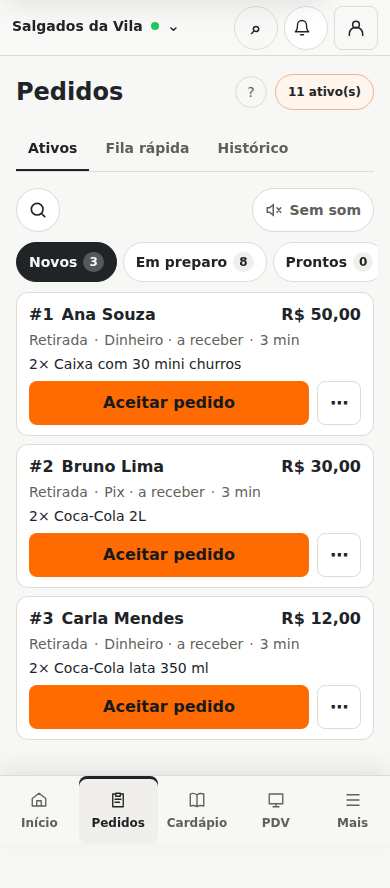 Salgados da Vila
Pedidos ? 11 ativo(s)
Ativos Fila rápida Histórico
Sem som
Novos 3 Em preparo 8 Prontos 0
#1 Ana Souza R$ 50,00
Retirada · Dinheiro · a receber · 3 min
2× Caixa com 30 mini churros
Aceitar pedido ...
#2 Bruno Lima R$ 30,00
Retirada · Pix · a receber · 3 min
2× Coca-Cola 2L
Aceitar pedido ...
#3 Carla Mendes R$ 12,00
Retirada · Dinheiro · a receber · 3 min
2× Coca-Cola lata 350 ml
Aceitar pedido ...
Início Pedidos Cardápio PDV Mais